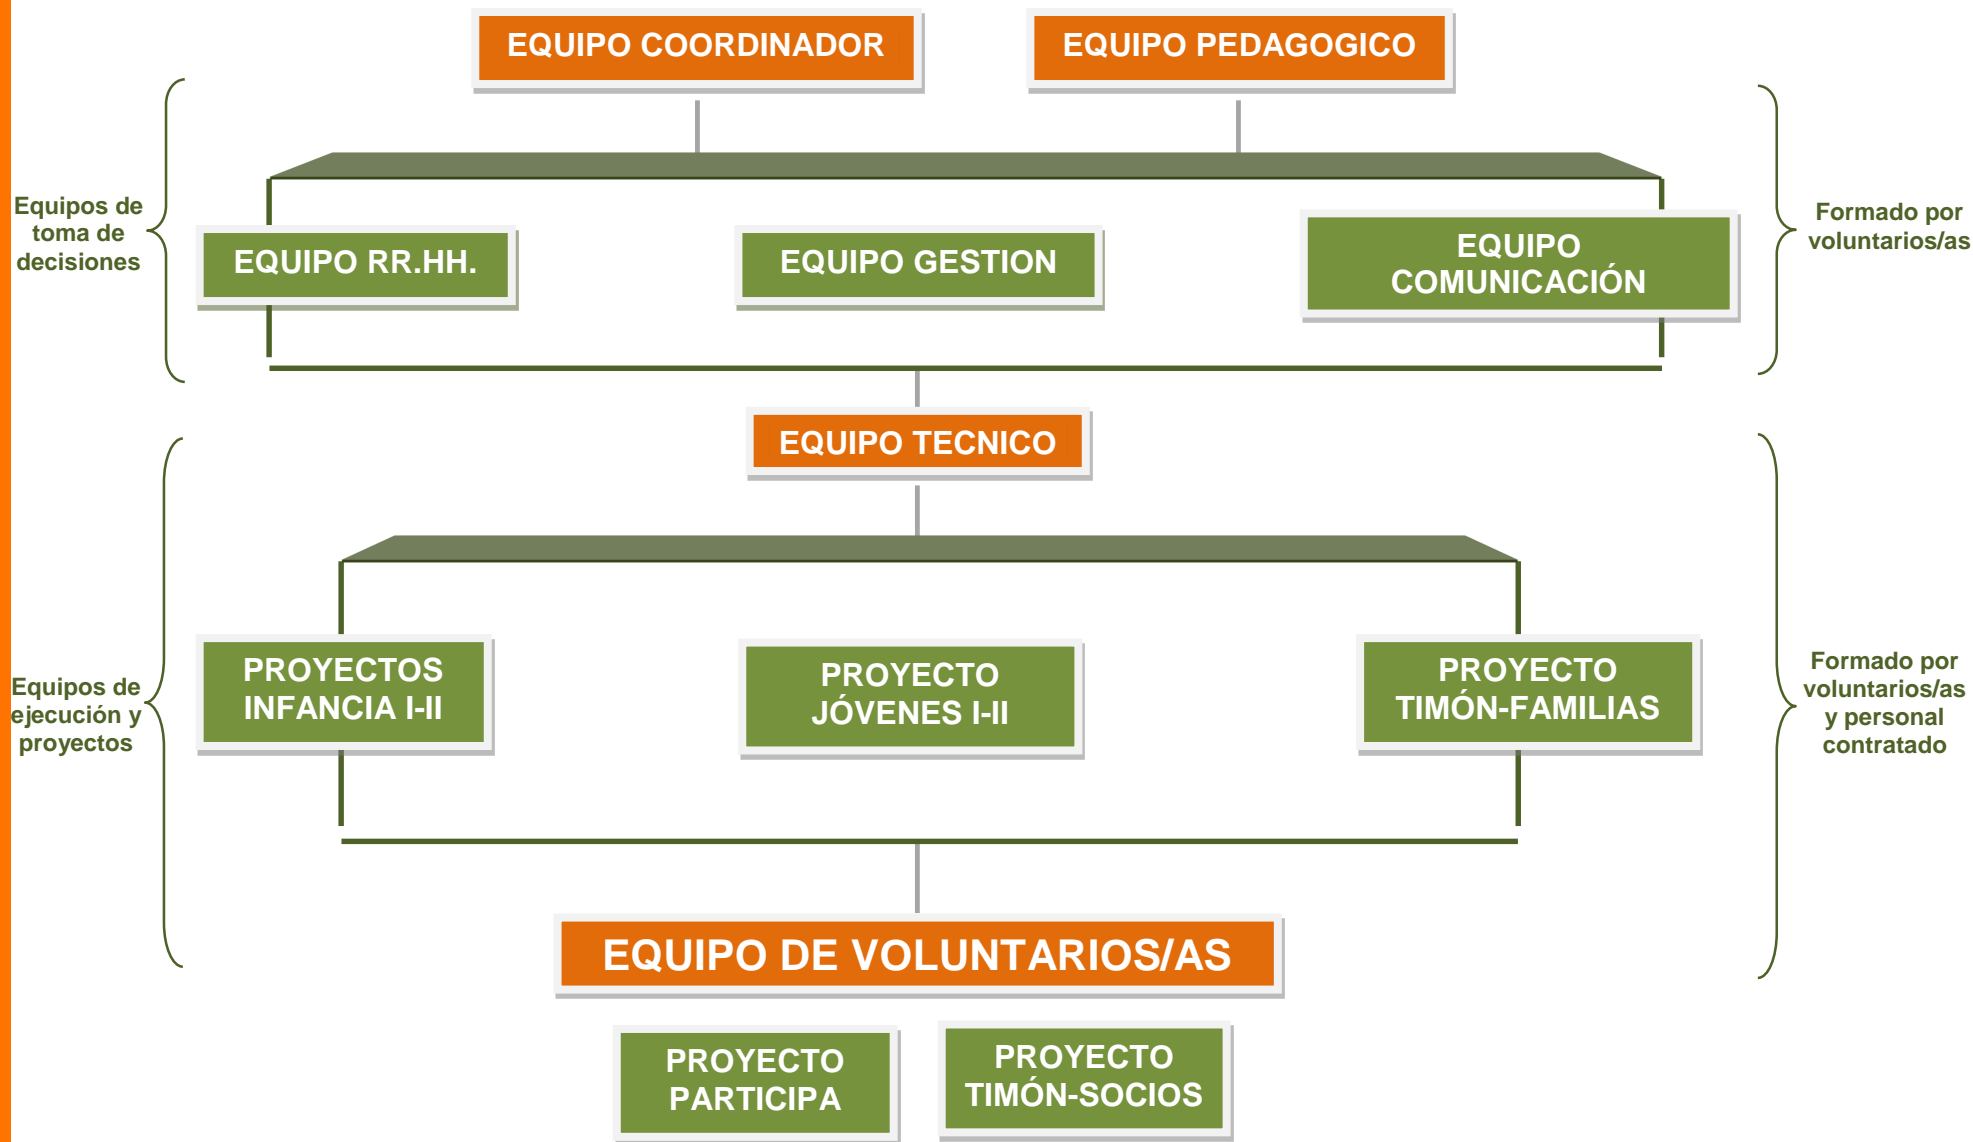 EQUIPO COORDINADOR
EQUIPO PEDAGOGICO
Equipos de
toma de
decisiones
EQUIPO RR.HH.
EQUIPO GESTION
EQUIPO
COMUNICACIÓN
Formado por
voluntarios/as
EQUIPO TECNICO
Equipos de
ejecución y
proyectos
PROYECTOS
INFANCIA I-II
PROYECTO
JÓVENES I-II
PROYECTO
TIMÓN-FAMILIAS
Formado por
voluntarios/as
y personal
contratado
EQUIPO DE VOLUNTARIOS/AS
PROYECTO
PARTICIPA
PROYECTO
TIMÓN-SOCIOS